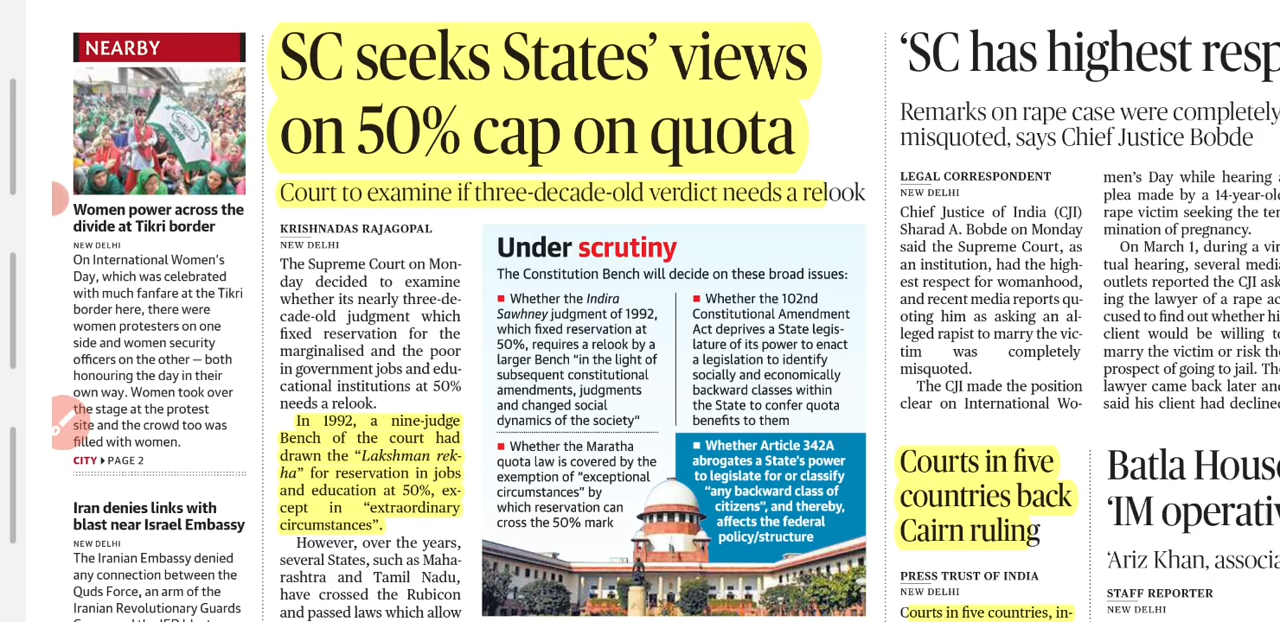 NEARBY
Women power across the
divide at Tikri border
NEW DELHI
On International Women's
Day, which was celebrated
with much fanfare at the Tikri
border here, there were
women protesters on one
side and women security
officers on the other — both
honouring the day in their
own way. Women took over
the stage at the protest
site and the crowd too was
filled with women.
CITY PAGE 2
Iran denies links with
blast near Israel Embassy
NEW DELHI
The Iranian Embassy denied
any connection between the
Quds Force, an arm of the
Iranian Revolutionary Guards
SC seeks States' views
on 50% cap on quota
Court to examine if three-decade-old verdict needs a relook
KRISHNADAS RAJAGOPAL
NEW DELHI
The Supreme Court on Mon-
day decided to examine
whether its nearly three-de-
cade-old judgment which
fixed reservation for the
marginalised and the poor
in government jobs and edu-
cational institutions at 50%
needs a relook.
In 1992, a nine-judge
Bench of the court had
drawn the "Lakshman rek-
ha" for reservation in jobs
and education at 50%, ex-
cept in "extraordinary
circumstances".
However, over the years,
several States, such as Maha-
rashtra and Tamil Nadu,
have crossed the Rubicon
and passed laws which allow
Under scrutiny
The Constitution Bench will decide on these broad issues:
Whether the Indira
Sawhney judgment of 1992,
which fixed reservation at
50%, requires a relook by a
larger Bench "in the light of
subsequent constitutional
amendments, judgments
and changed social
dynamics of the society"
Whether the Maratha
quota law is covered by the
exemption of "exceptional
circumstances" by
which reservation can
cross the 50% mark
Whether the 102nd
Constitutional Amendment
Act deprives a State legis-
lature of its power to enact
a legislation to identify
socially and economically
backward classes within
the State to confer quota
benefits to them
Whether Article 342A
abrogates a State's power
to legislate for or classify
"any backward class of
citizens", and thereby,
affects the federal
policy/structure
'SC has highest resp
Remarks on rape case were completely
misquoted, says Chief Justice Bobde
LEGAL CORRESPONDENT
NEW DELHI
Chief Justice of India (CJI)
Sharad A. Bobde on Monday
said the Supreme Court, as
an institution, had the high-
est respect for womanhood,
and recent media reports qu-
oting him as asking an al-
leged rapist to marry the vic-
tim was completely
misquoted.
The CJI made the position
clear on International Wo-
men's Day while hearing a
plea made by a 14-year-old
rape victim seeking the ter
mination of pregnancy.
On March 1, during a vir
tual hearing, several media
outlets reported the CJI ask
ing the lawyer of a rape ac
cused to find out whether hi
client would be willing to
marry the victim or risk the
prospect of going to jail. The
lawyer came back later and
said his client had declined
Courts in five
countries back
Cairn ruling
PRESS TRUST OF INDIA
NEW DELHI
Courts in five countries, in-
Batla House
'IM operativ
'Ariz Khan, associa
STAFF REPORTER
NEW DELHI